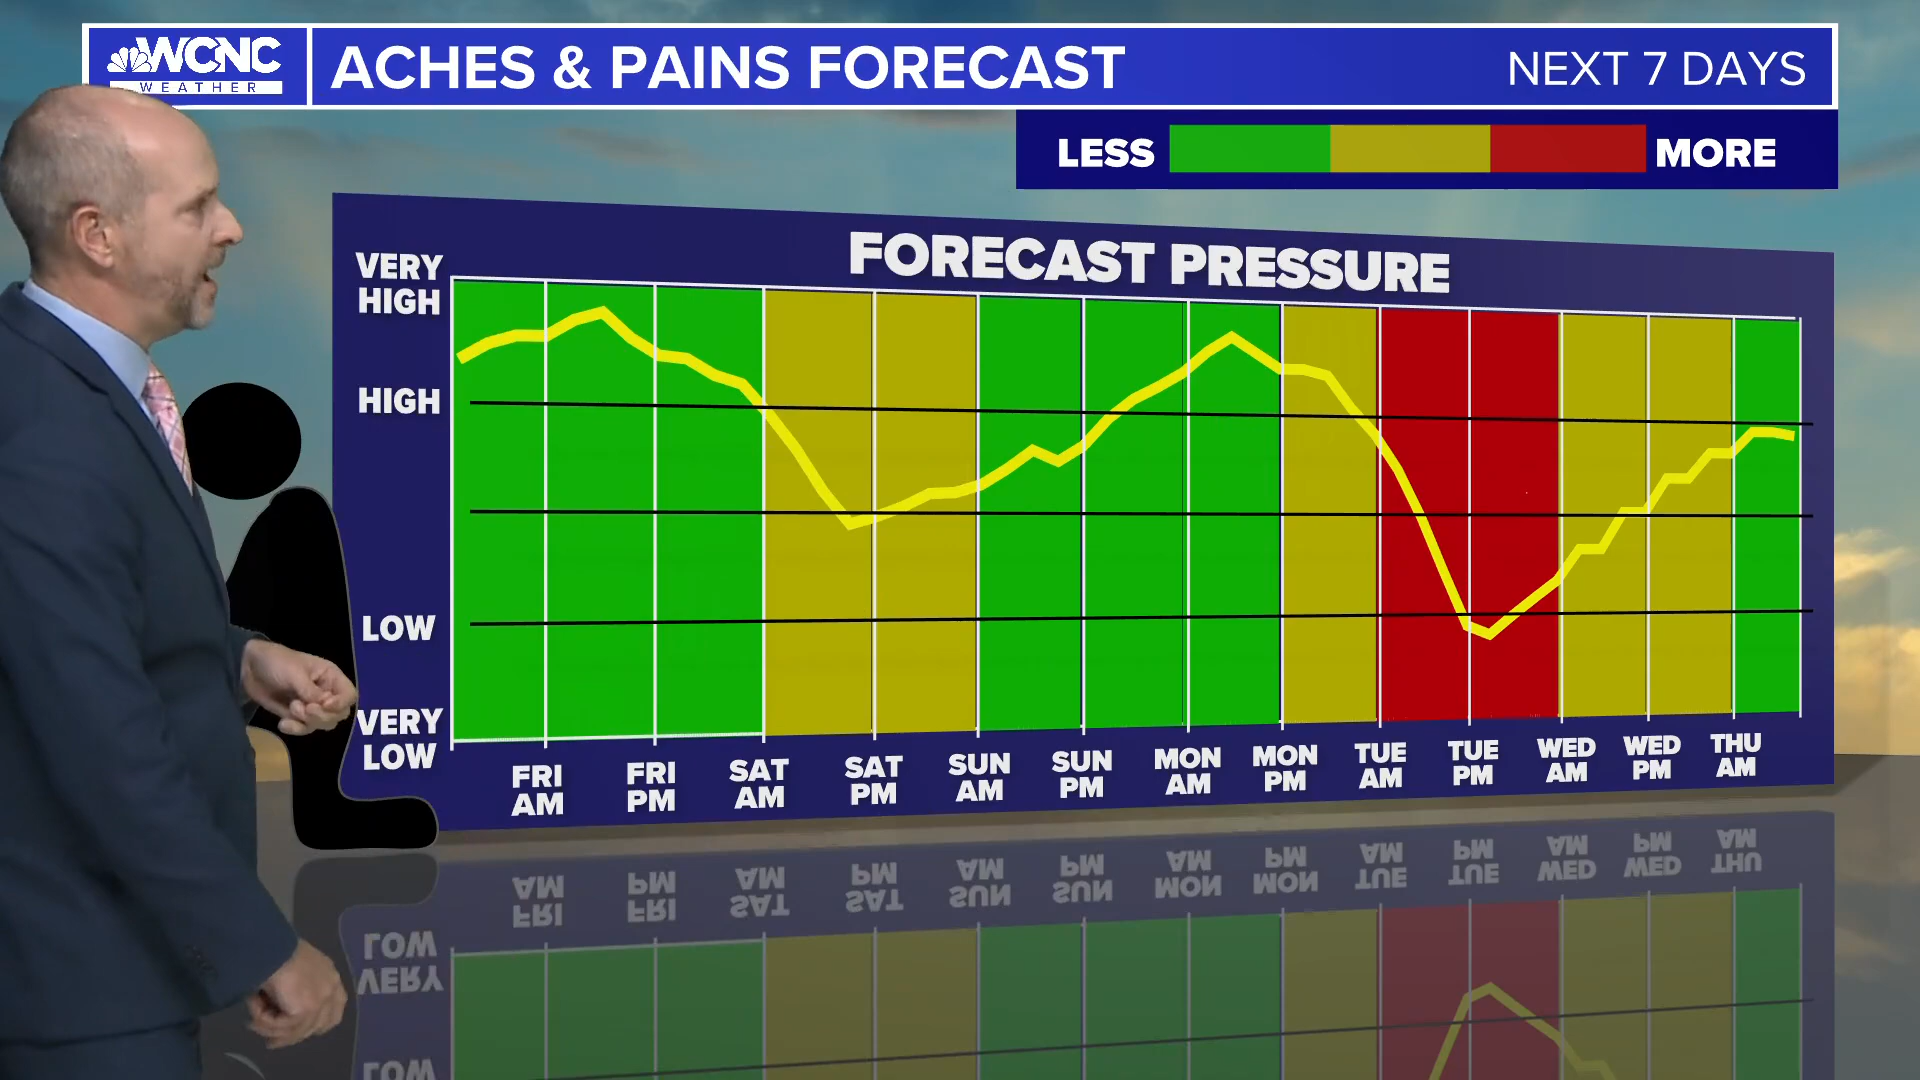 WCNC
WEATHER
ACHES & PAINS FORECAST
NEXT 7 DAYS
LESS
MORE
FORECAST PRESSURE
VERY
HIGH
HIGH
LOW
VERY
LOW
FRI
AM
FRI
PM
SAT
AM
SAT
PM
SUN
AM
SUN
PM
MON
AM
MON
PM
TUE
AM
TUE
PM
WED
AM
WED
PM
THU
AM